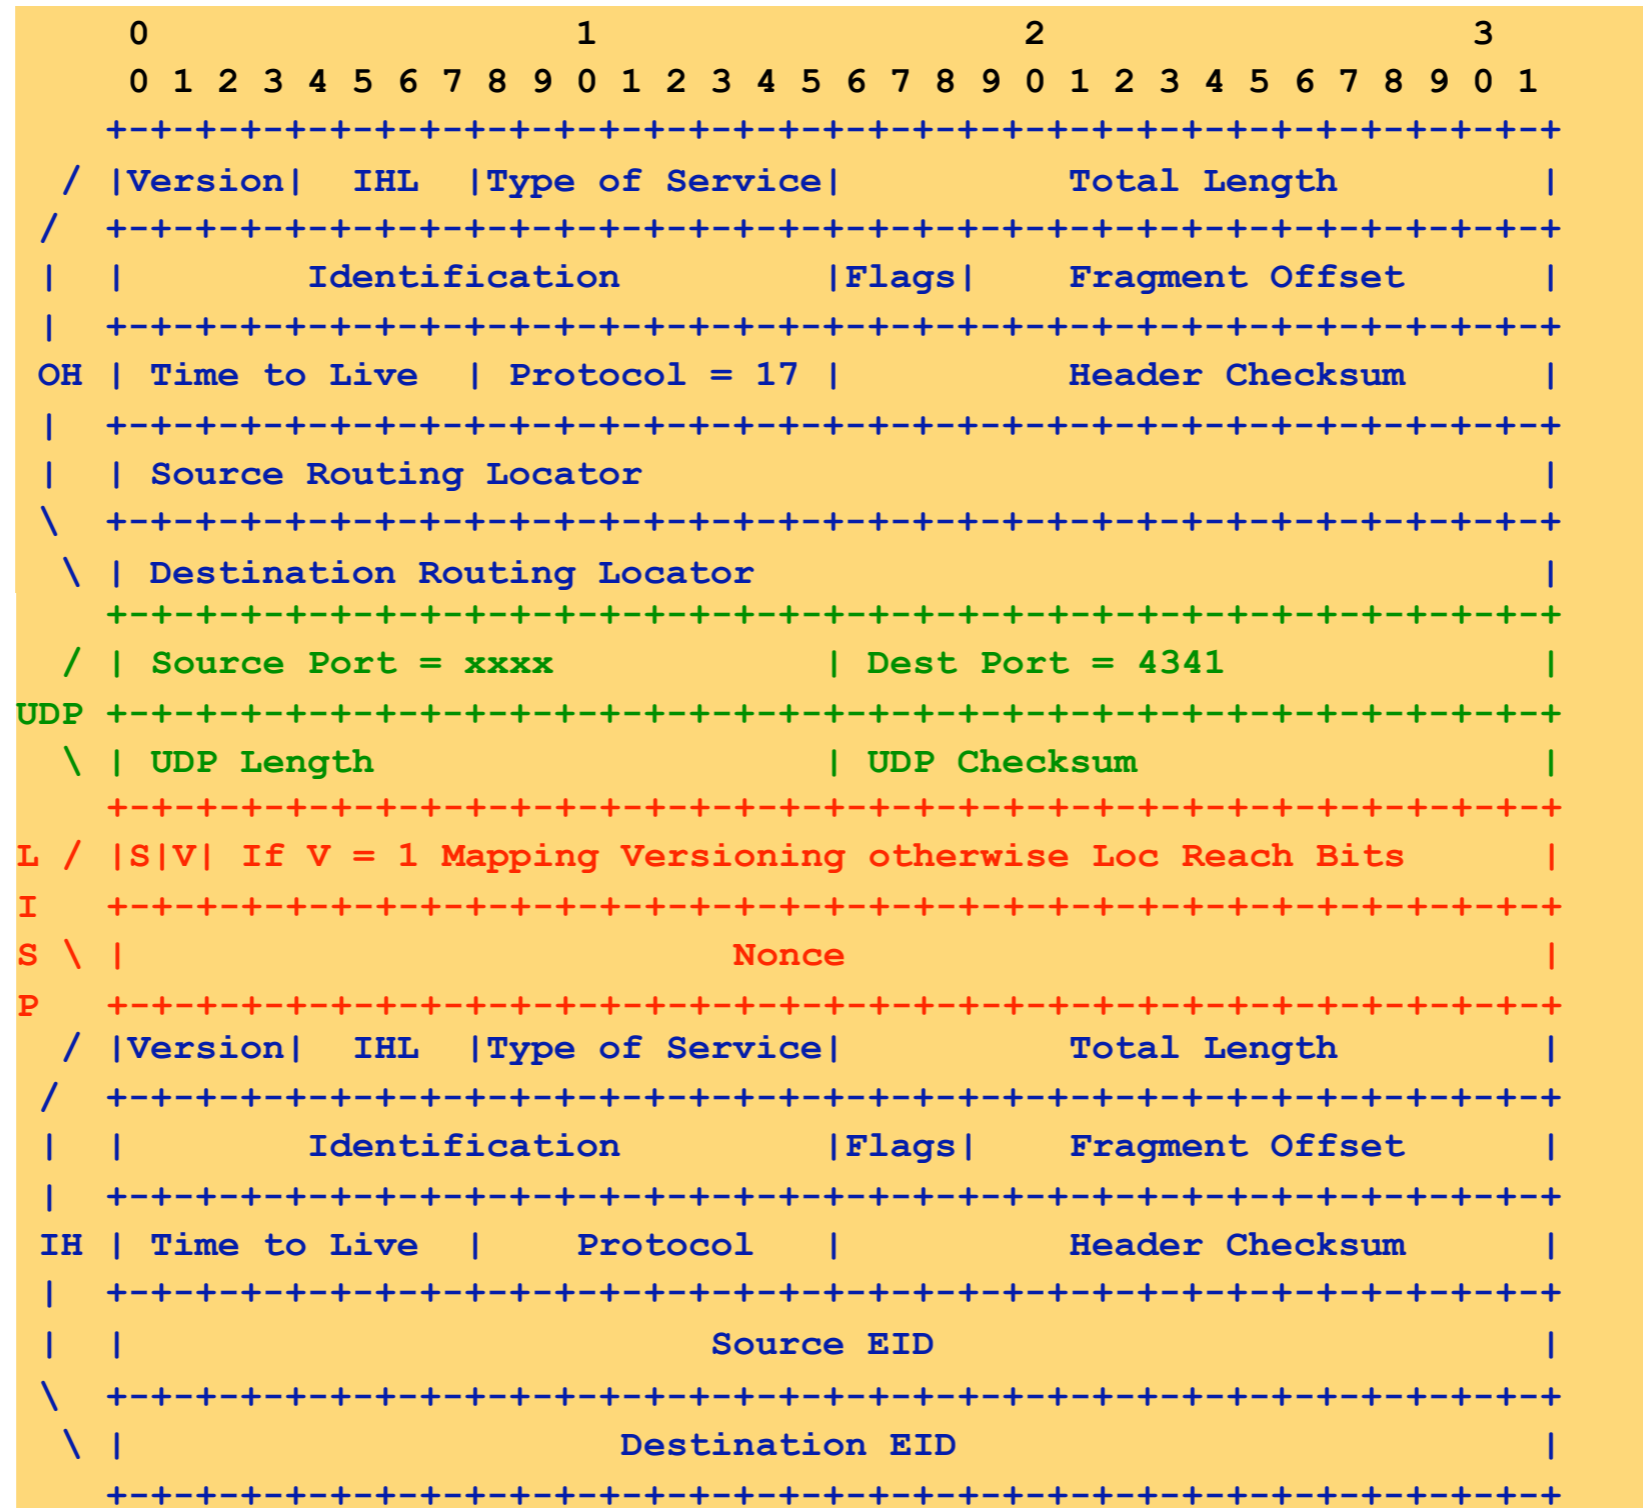 0                   1                   2                   3
0 1 2 3 4 5 6 7 8 9 0 1 2 3 4 5 6 7 8 9 0 1 2 3 4 5 6 7 8 9 0 1
+-+-+-+-+-+-+-+-+-+-+-+-+-+-+-+-+-+-+-+-+-+-+-+-+-+-+-+-+-+-+-+-+
/ |Version|  IHL  |Type of Service|          Total Length         |
/ +-+-+-+-+-+-+-+-+-+-+-+-+-+-+-+-+-+-+-+-+-+-+-+-+-+-+-+-+-+-+-+-+
| |        Identification         |Flags|    Fragment Offset      |
| +-+-+-+-+-+-+-+-+-+-+-+-+-+-+-+-+-+-+-+-+-+-+-+-+-+-+-+-+-+-+-+-+
OH | Time to Live  | Protocol = 17 |          Header Checksum      |
| +-+-+-+-+-+-+-+-+-+-+-+-+-+-+-+-+-+-+-+-+-+-+-+-+-+-+-+-+-+-+-+-+
| | Source Routing Locator                                        |
\ +-+-+-+-+-+-+-+-+-+-+-+-+-+-+-+-+-+-+-+-+-+-+-+-+-+-+-+-+-+-+-+-+
\ | Destination Routing Locator                                   |
+-+-+-+-+-+-+-+-+-+-+-+-+-+-+-+-+-+-+-+-+-+-+-+-+-+-+-+-+-+-+-+-+
/ | Source Port = xxxx            | Dest Port = 4341              |
UDP +-+-+-+-+-+-+-+-+-+-+-+-+-+-+-+-+-+-+-+-+-+-+-+-+-+-+-+-+-+-+-+-+
\ | UDP Length                    | UDP Checksum                  |
+-+-+-+-+-+-+-+-+-+-+-+-+-+-+-+-+-+-+-+-+-+-+-+-+-+-+-+-+-+-+-+-+
L / |S|V| If V = 1 Mapping Versioning otherwise Loc Reach Bits      |
I +-+-+-+-+-+-+-+-+-+-+-+-+-+-+-+-+-+-+-+-+-+-+-+-+-+-+-+-+-+-+-+-+
S \ |                           Nonce                               |
P +-+-+-+-+-+-+-+-+-+-+-+-+-+-+-+-+-+-+-+-+-+-+-+-+-+-+-+-+-+-+-+-+
/ |Version|  IHL  |Type of Service|          Total Length         |
/ +-+-+-+-+-+-+-+-+-+-+-+-+-+-+-+-+-+-+-+-+-+-+-+-+-+-+-+-+-+-+-+-+
| |        Identification         |Flags|    Fragment Offset      |
| +-+-+-+-+-+-+-+-+-+-+-+-+-+-+-+-+-+-+-+-+-+-+-+-+-+-+-+-+-+-+-+-+
IH | Time to Live  |    Protocol   |          Header Checksum      |
| +-+-+-+-+-+-+-+-+-+-+-+-+-+-+-+-+-+-+-+-+-+-+-+-+-+-+-+-+-+-+-+-+
| |                          Source EID                           |
\ +-+-+-+-+-+-+-+-+-+-+-+-+-+-+-+-+-+-+-+-+-+-+-+-+-+-+-+-+-+-+-+-+
\ |                      Destination EID                          |
+-+-+-+-+-+-+-+-+-+-+-+-+-+-+-+-+-+-+-+-+-+-+-+-+-+-+-+-+-+-+-+-+